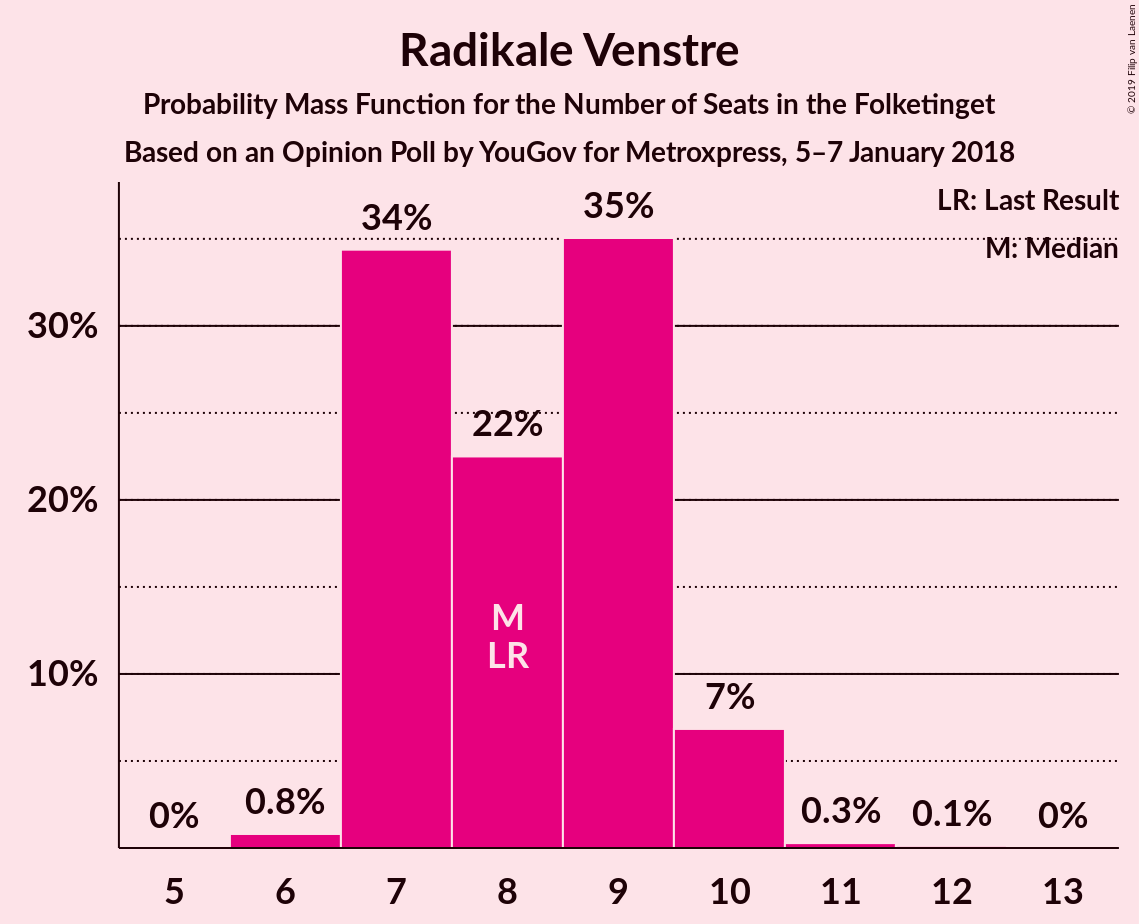 Radikale Venstre
Probability Mass Function for the Number of Seats in the Folketinget
Based on an Opinion Poll by YouGov for Metroxpress, 5–7 January 2018
© 2019 Filip van Laenen
LR: Last Result
M: Median
30%
20%
10%
0%
0.8%
34%
22%
35%
7%
0.3%
0.1%
0%
M
LR
5 6 7 8 9 10 11 12 13